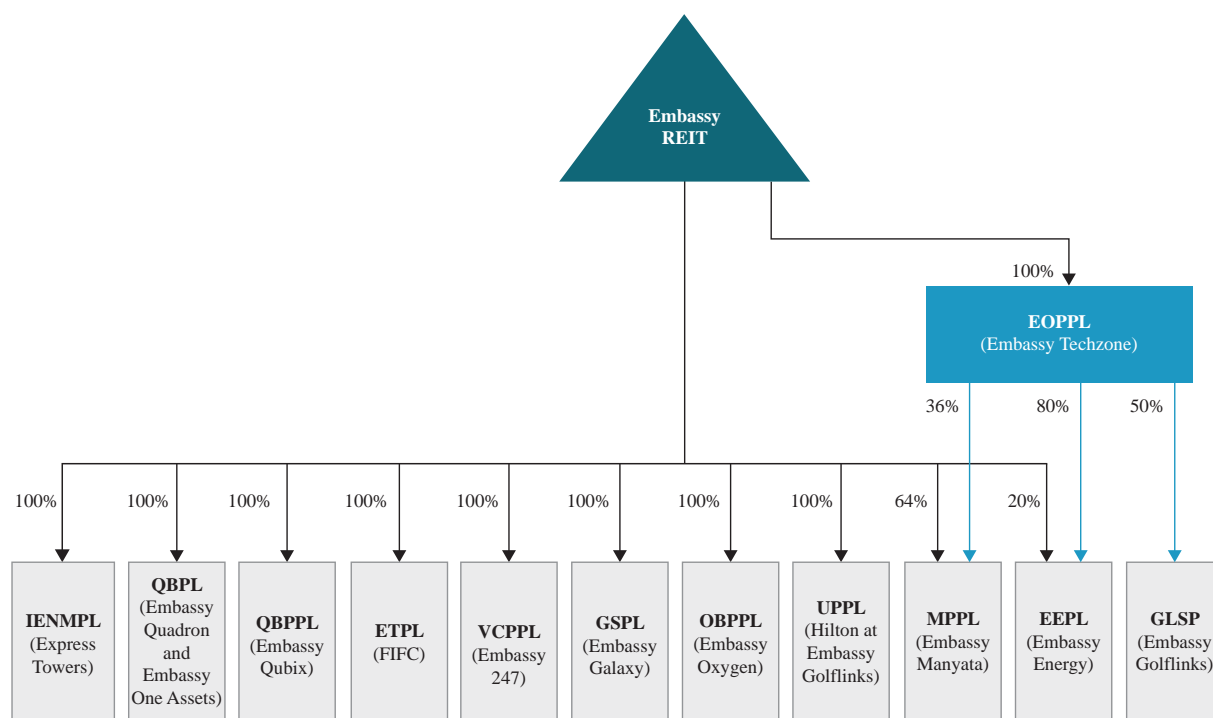 Embassy
REIT
100%
EOPPL
(Embassy Techzone)
36%
80%
50%
100%
100%
100%
100%
100%
100%
100%
100%
64%
20%
IENMPL
(Express
Towers)
QBPL
(Embassy
Quadron
and
Embassy
One Assets)
QBPPL
(Embassy
Qubix)
ETPL
(FIFC)
VCPPL
(Embassy
247)
GSPL
(Embassy
Galaxy)
OBPPL
(Embassy
Oxygen)
UPPL
(Hilton at
Embassy
Golflinks)
MPPL
(Embassy
Manyata)
EEPL
(Embassy
Energy)
GLSP
(Embassy
Golflinks)